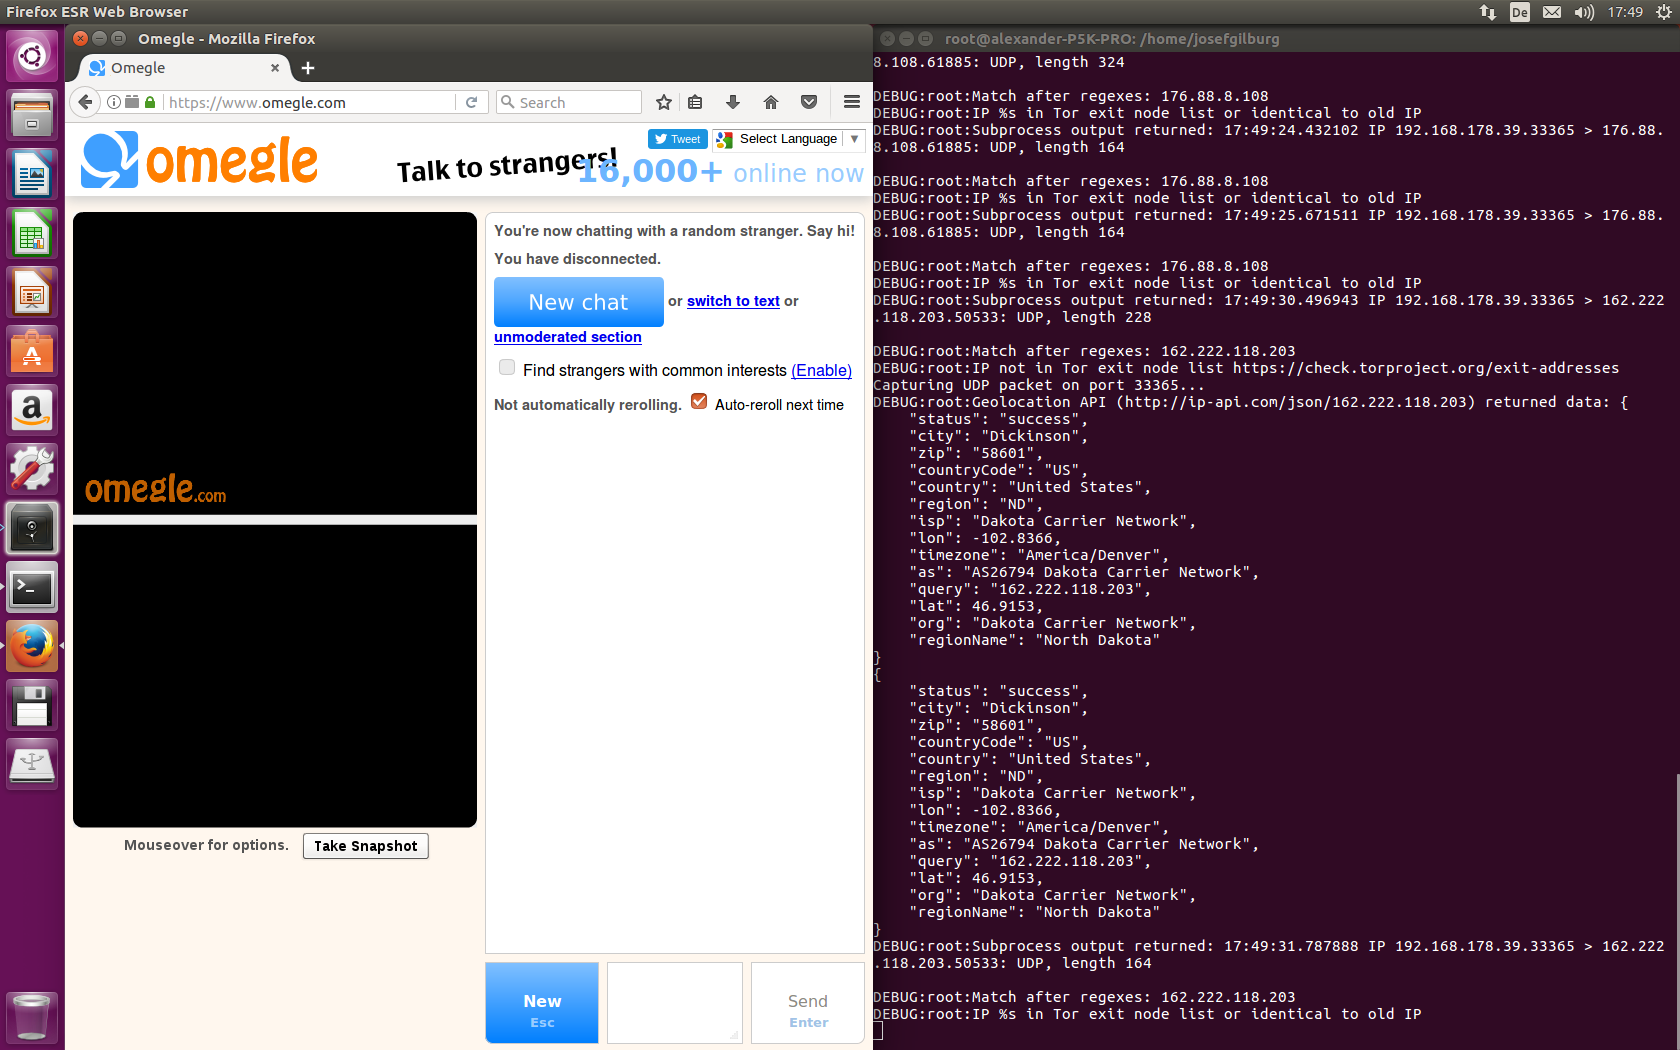 Firefox ESR Web Browser
De
17:49
Omegle - Mozilla Firefox
Omegle
https://www.omegle.com
Search
omegle
Talk to strangers!
Tweet
Select Language
16,000+ online now
omegle.com
Mouseover for options.
Take Snapshot
You're now chatting with a random stranger. Say hi!
You have disconnected.
New chat or switch to text or
unmoderated section
Find strangers with common interests (Enable)
Not automatically rerolling. Auto-reroll next time
New
Esc
Send
Enter
root@alexander-P5K-PRO: /home/josefgilburg
8.108.61885: UDP, length 324
DEBUG:root:Match after regexes: 176.88.8.108
DEBUG:root:IP %s in Tor exit node list or identical to old IP
DEBUG:root:Subprocess output returned: 17:49:24.432102 IP 192.168.178.39.33365 > 176.88.
8.108.61885: UDP, length 164
DEBUG:root:Match after regexes: 176.88.8.108
DEBUG:root:IP %s in Tor exit node list or identical to old IP
DEBUG:root:Subprocess output returned: 17:49:25.671511 IP 192.168.178.39.33365 > 176.88.
8.108.61885: UDP, length 164
DEBUG:root:Match after regexes: 176.88.8.108
DEBUG:root:IP %s in Tor exit node list or identical to old IP
DEBUG:root:Subprocess output returned: 17:49:30.496943 IP 192.168.178.39.33365 > 162.222
.118.203.50533: UDP, length 228
DEBUG:root:Match after regexes: 162.222.118.203
DEBUG:root:IP not in Tor exit node list https://check.torproject.org/exit-addresses
Capturing UDP packet on port 33365...
DEBUG:root:Geolocation API (http://ip-api.com/json/162.222.118.203) returned data: {
"status": "success",
"city": "Dickinson",
"zip": "58601",
"countryCode": "US",
"country": "United States",
"region": "ND",
"isp": "Dakota Carrier Network",
"lon": -102.8366,
"timezone": "America/Denver",
"as": "AS26794 Dakota Carrier Network",
"query": "162.222.118.203",
"lat": 46.9153,
"org": "Dakota Carrier Network",
"regionName": "North Dakota"
}
{
"status": "success",
"city": "Dickinson",
"zip": "58601",
"countryCode": "US",
"country": "United States",
"region": "ND",
"isp": "Dakota Carrier Network",
"lon": -102.8366,
"timezone": "America/Denver",
"as": "AS26794 Dakota Carrier Network",
"query": "162.222.118.203",
"lat": 46.9153,
"org": "Dakota Carrier Network",
"regionName": "North Dakota"
}
DEBUG:root:Subprocess output returned: 17:49:31.787888 IP 192.168.178.39.33365 > 162.222
.118.203.50533: UDP, length 164
DEBUG:root:Match after regexes: 162.222.118.203
DEBUG:root:IP %s in Tor exit node list or identical to old IP